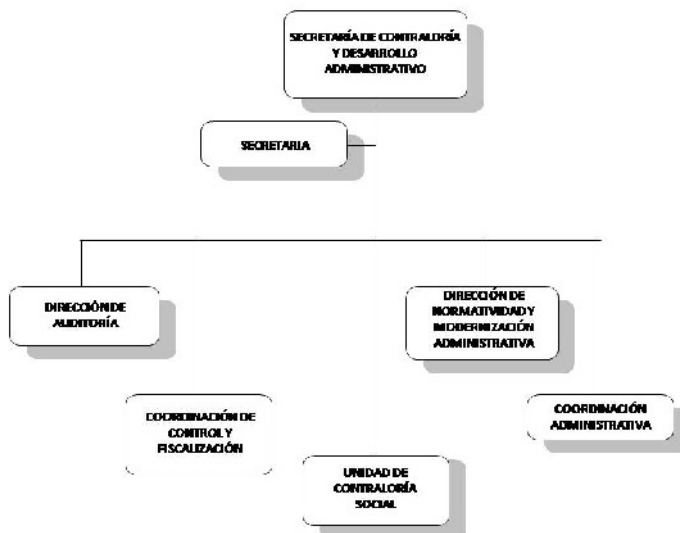 SECRETARÍA DE CONTRALORÍA
Y DESARROLLO
ADMINISTRATIVO
SECRETARIA
DIRECCIÓN DE
AUDITORÍA
DIRECCIÓN DE
NORMATIVIDAD Y
MODERNIZACIÓN
ADMINISTRATIVA
COORDINACIÓN DE
CONTROL Y
FISCALIZACIÓN
COORDINACIÓN
ADMINISTRATIVA
UNIDAD DE
CONTRALORÍA
SOCIAL